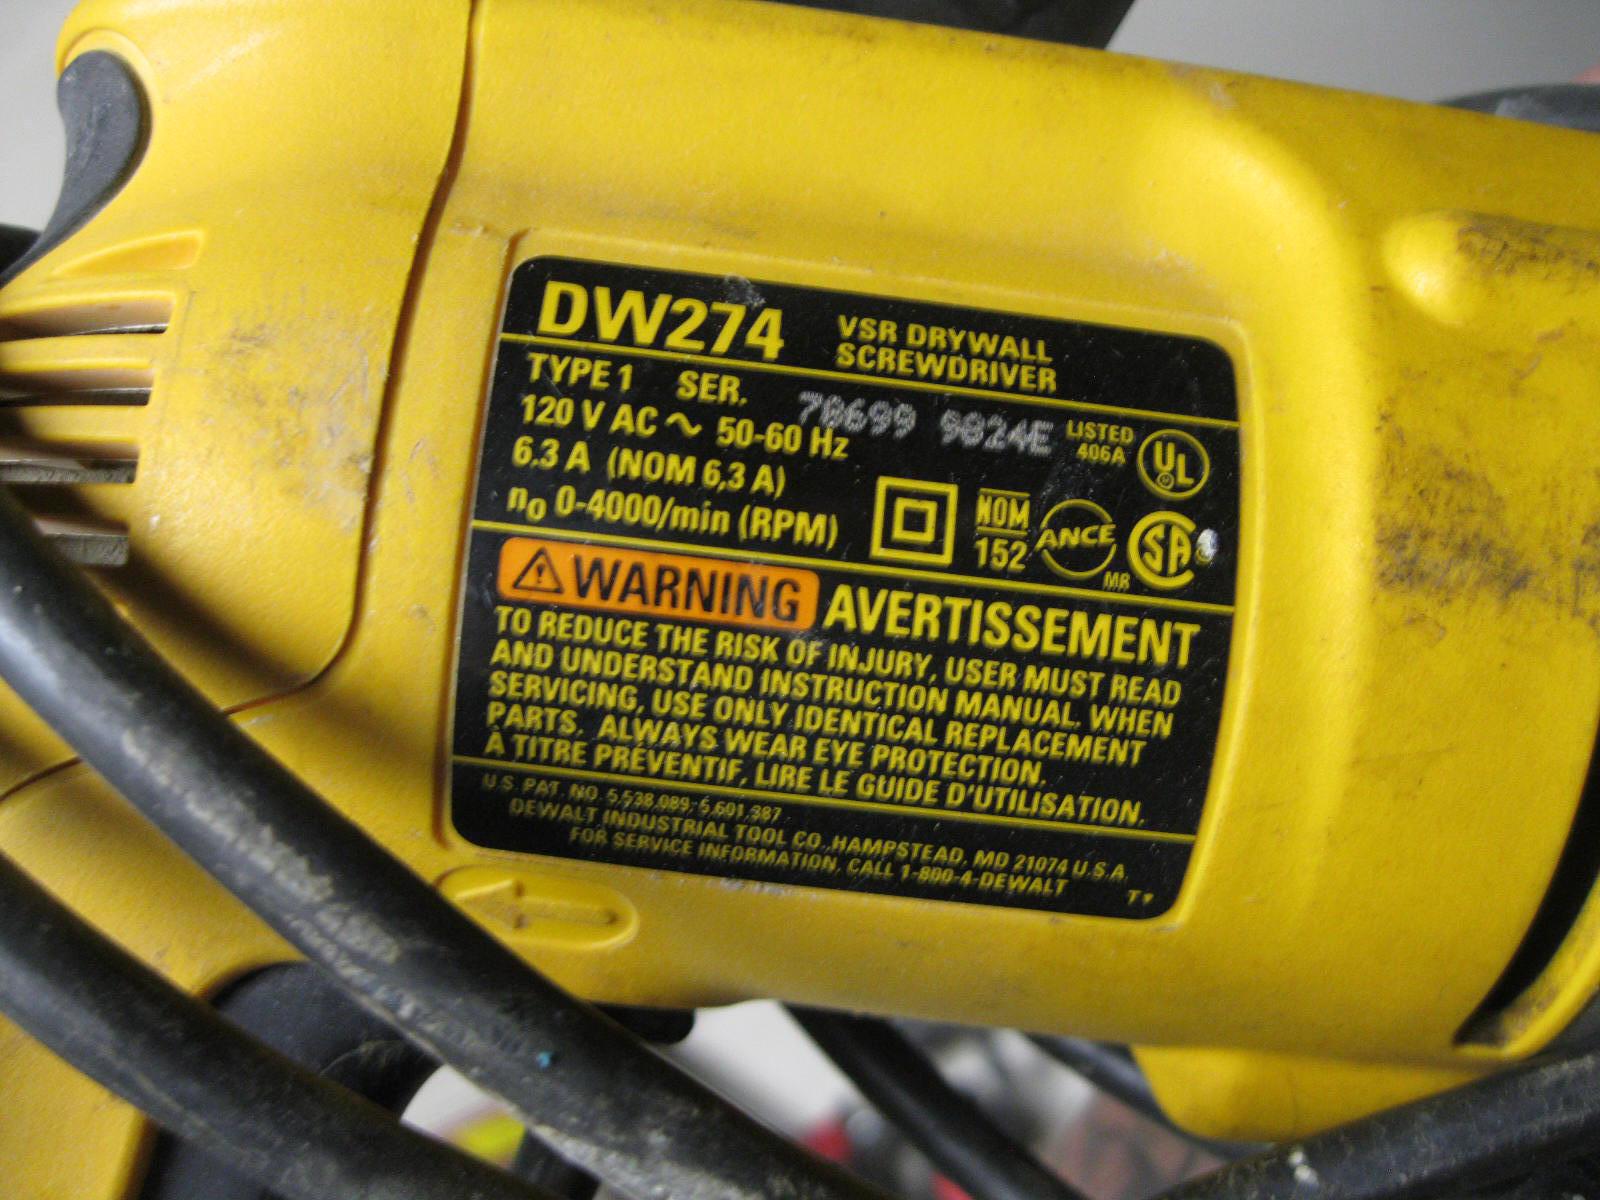 DW274 VSR DRYWALL
SCREWDRIVER
TYPE 1 SER. 70699 9824E
120 V AC ~ 50-60 Hz
LISTED
406A
UL
6.3 A (NOM 6,3 A)
no 0-4000/min (RPM)
NOM
152
ANCE
MR
SA
WARNING AVERTISSEMENT
TO REDUCE THE RISK OF INJURY, USER MUST READ
AND UNDERSTAND INSTRUCTION MANUAL. WHEN
SERVICING, USE ONLY IDENTICAL REPLACEMENT
PARTS. ALWAYS WEAR EYE PROTECTION.
À TITRE PRÉVENTIF, LIRE LE GUIDE D'UTILISATION.
U.S. PAT. NO. 5,538,089; 5,601,387
DEWALT INDUSTRIAL TOOL CO., HAMPSTEAD, MD 21074 U.S.A.
FOR SERVICE INFORMATION, CALL 1-800-4-DEWALT